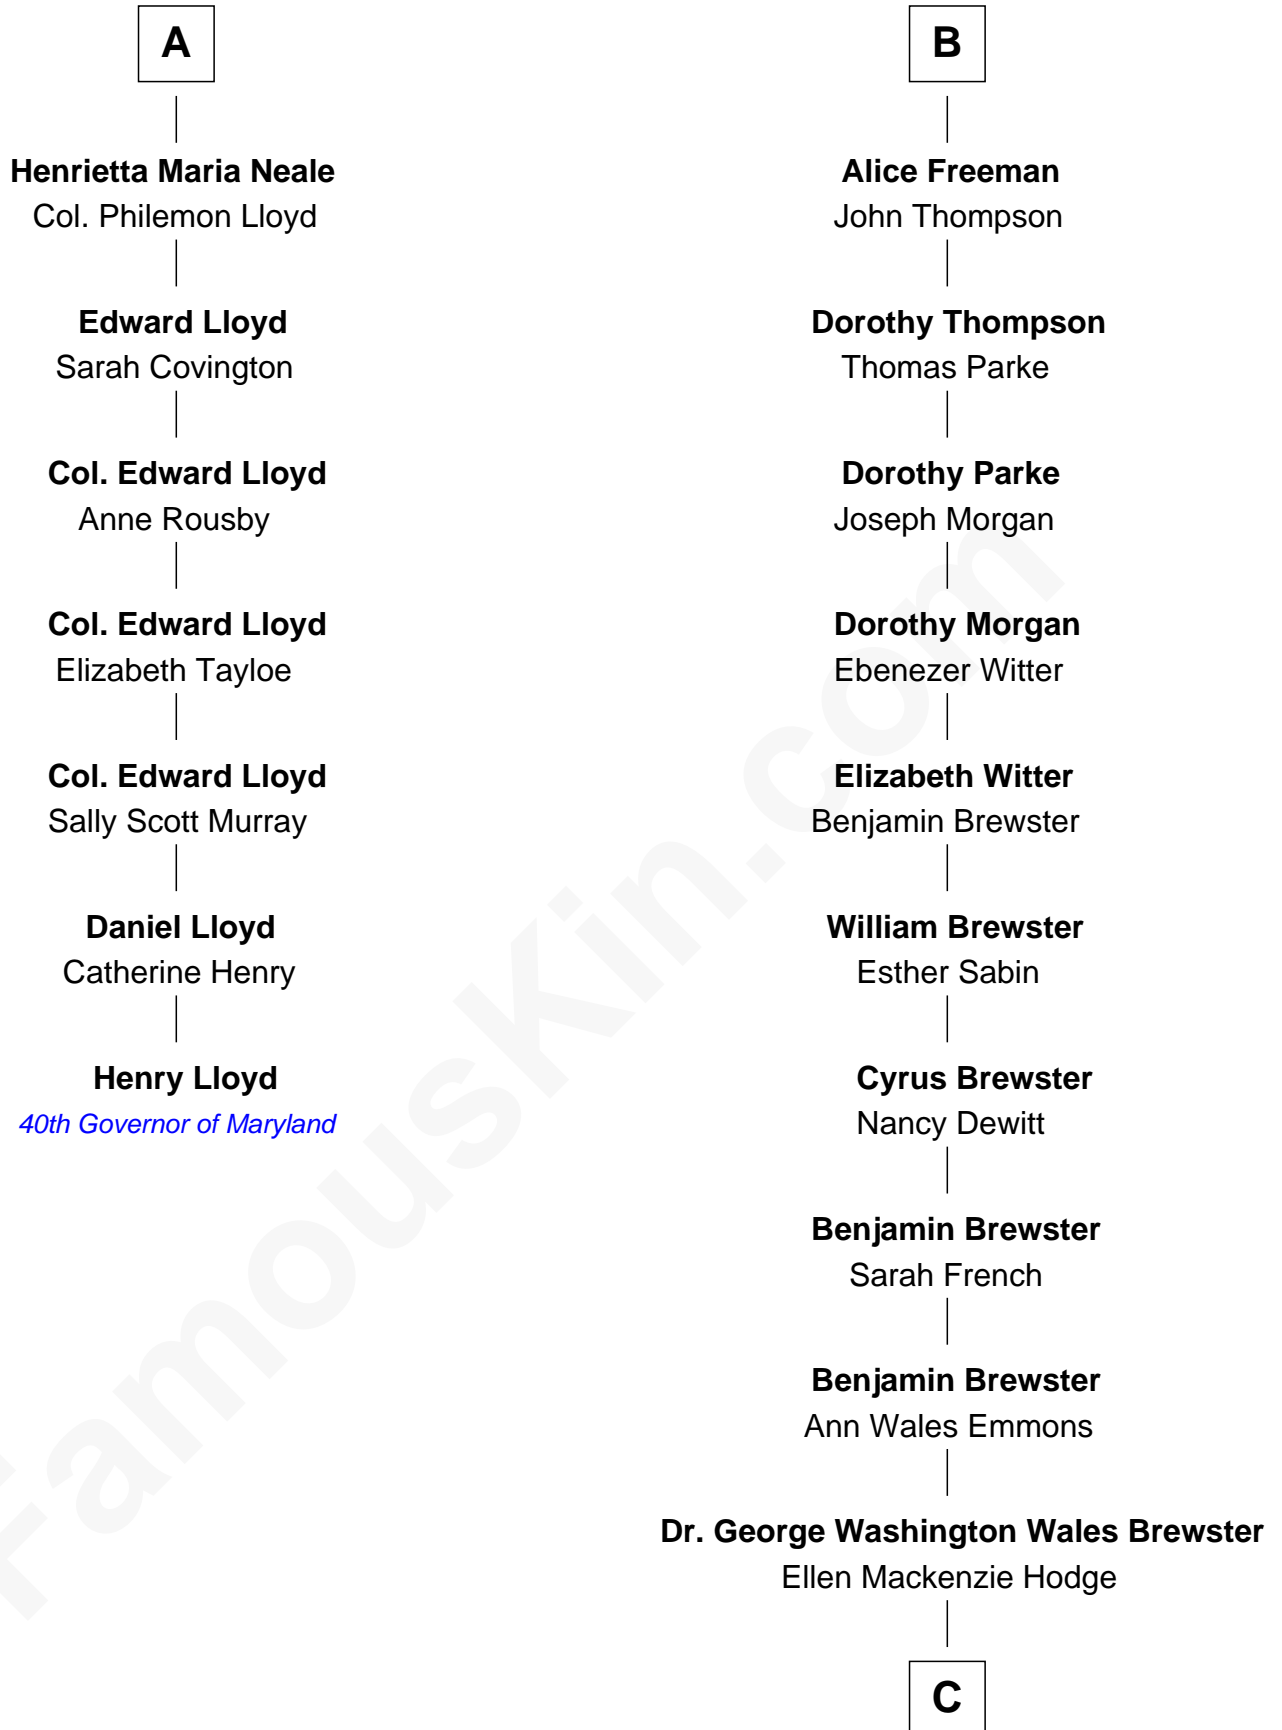 A
Henrietta Maria Neale
Col. Philemon Lloyd
Edward Lloyd
Sarah Covington
Col. Edward Lloyd
Anne Rousby
Col. Edward Lloyd
Elizabeth Tayloe
Col. Edward Lloyd
Sally Scott Murray
Daniel Lloyd
Catherine Henry
Henry Lloyd
40th Governor of Maryland
B
Alice Freeman
John Thompson
Dorothy Thompson
Thomas Parke
Dorothy Parke
Joseph Morgan
Dorothy Morgan
Ebenezer Witter
Elizabeth Witter
Benjamin Brewster
William Brewster
Esther Sabin
Cyrus Brewster
Nancy Dewitt
Benjamin Brewster
Sarah French
Benjamin Brewster
Ann Wales Emmons
Dr. George Washington Wales Brewster
Ellen Mackenzie Hodge
C
FamousKin.com